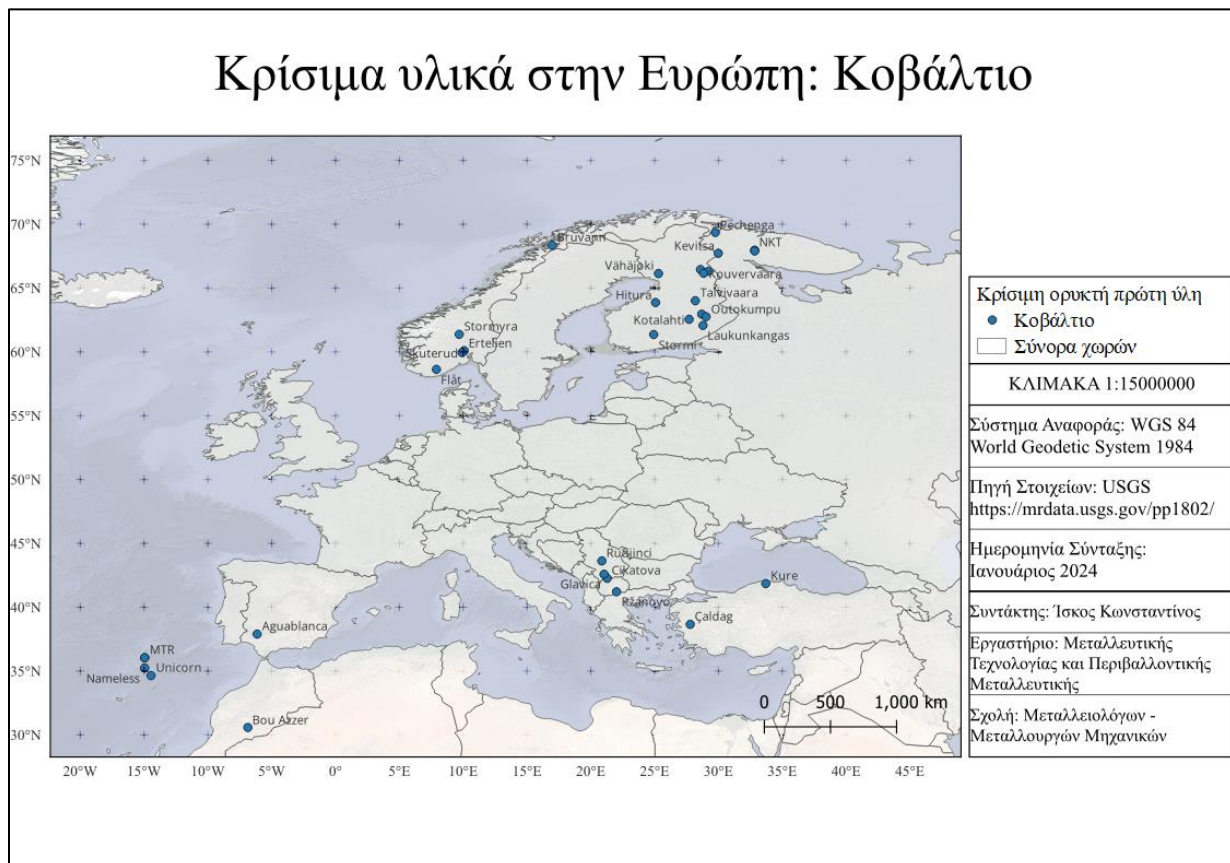 Κρίσιμα υλικά στην Ευρώπη: Κοβάλτιο
75°N
70°N
65°N
60°N
55°N
50°N
45°N
40°N
35°N
30°N
20°W
15°W
10°W
5°W
0°
5°E
10°E
15°E
20°E
25°E
30°E
35°E
40°E
45°E
Bruvann
Pechenga
Kevitsa
NKT
Vähäjoki
Kouvervaara
Hitura
Talvivaara
Outokumpu
Kotalahti
Laukunkangas
Stormi
Stormyra
Ertelien
Skuterud
Flåt
Rudjinci
Cikatova
Glavica
Ržanovo
Kure
Çaldag
Aguablanca
MTR
Unicorn
Nameless
Bou Azzer
0 500 1,000 km
Κρίσιμη ορυκτή πρώτη ύλη
Κοβάλτιο
Σύνορα χωρών
ΚΛΙΜΑΚΑ 1:15000000
Σύστημα Αναφοράς: WGS 84
World Geodetic System 1984
Πηγή Στοιχείων: USGS
https://mrdata.usgs.gov/pp1802/
Ημερομηνία Σύνταξης:
Ιανουάριος 2024
Συντάκτης: Ίσκος Κωνσταντίνος
Εργαστήριο: Μεταλλευτικής
Τεχνολογίας και Περιβαλλοντικής
Μεταλλευτικής
Σχολή: Μεταλλειολόγων -
Μεταλλουργών Μηχανικών